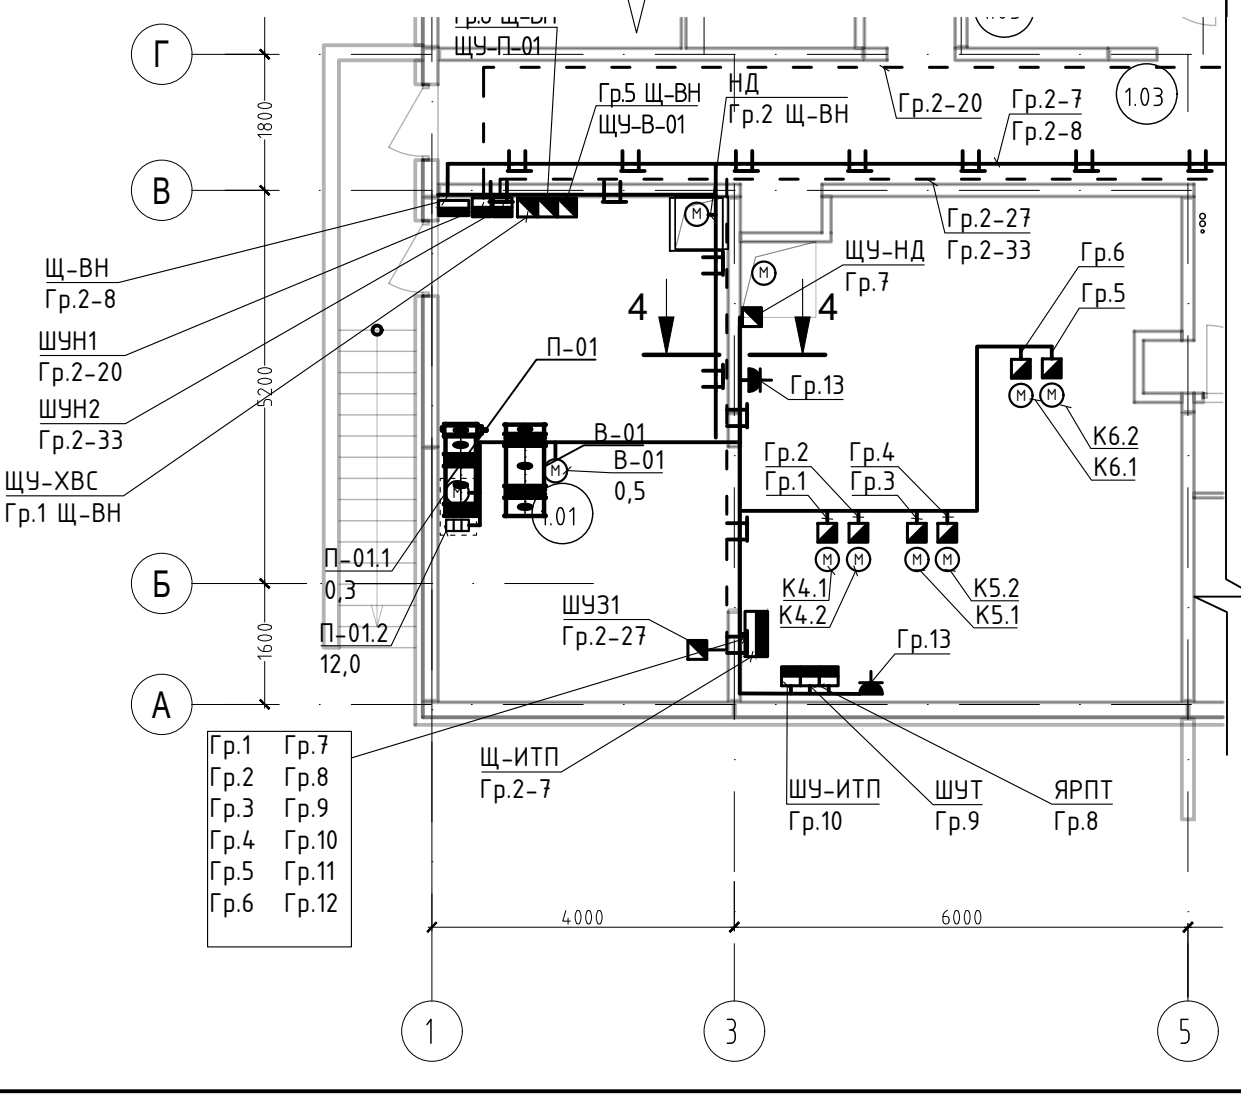 Гр.6 Щ-ВН
ЩУ-П-01
Г
НД
Гр.2 Щ-ВН
Гр.5 Щ-ВН
ЩУ-В-01
Гр.2-20
Гр.2-7
Гр.2-8
1.03
1800
В
Гр.2-27
Гр.2-33
ЩУ-НД
Гр.7
Гр.6
Гр.5
М
М
Щ-ВН
Гр.2-8
4
4
ШУН1
Гр.2-20
П-01
Гр.13
5200
ШУН2
Гр.2-33
М
М
К6.2
К6.1
В-01
В-01
0,5
Гр.2
Гр.1
Гр.4
Гр.3
ЩУ-ХВС
Гр.1 Щ-ВН
М
М
1.01
М
М
М
М
П-01.1
0,3
Б
К4.1
К4.2
К5.2
К5.1
ШУЗ1
Гр.2-27
П-01.2
12,0
1600
Гр.13
А
Гр.1 Гр.7
Гр.2 Гр.8
Гр.3 Гр.9
Гр.4 Гр.10
Гр.5 Гр.11
Гр.6 Гр.12
Щ-ИТП
Гр.2-7
ШУ-ИТП
Гр.10
ШУТ
Гр.9
ЯРПТ
Гр.8
4000
6000
1
3
5